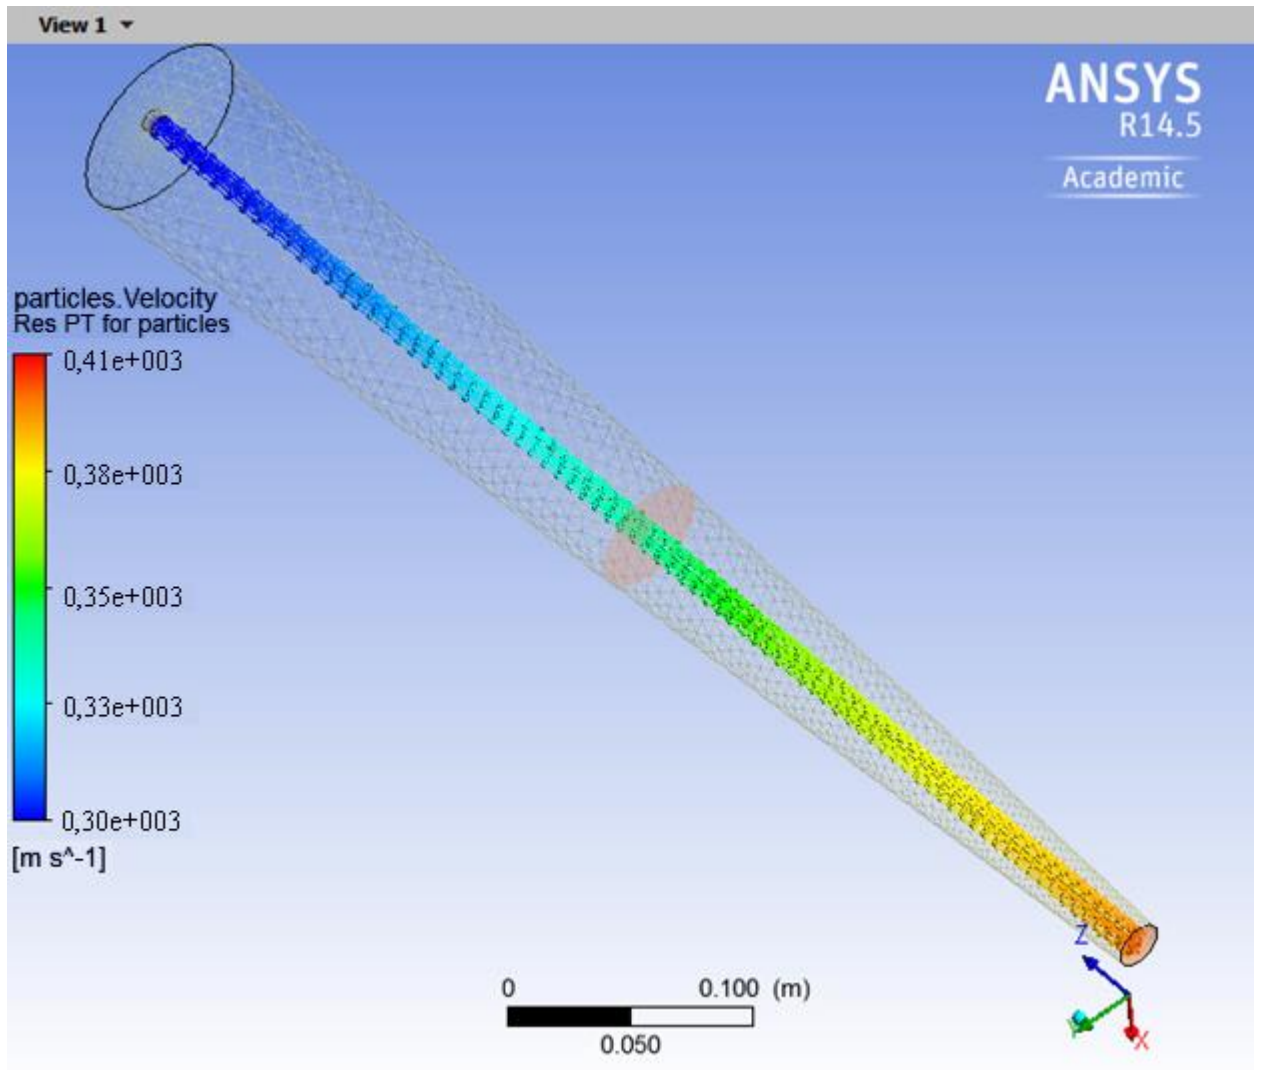 View 1
ANSYS
R14.5
Academic
particles.Velocity
Res PT for particles
0,41e+003
0,38e+003
0,35e+003
0,33e+003
0,30e+003
[m s^-1]
0 0.100 (m)
0.050
Z
Y
X